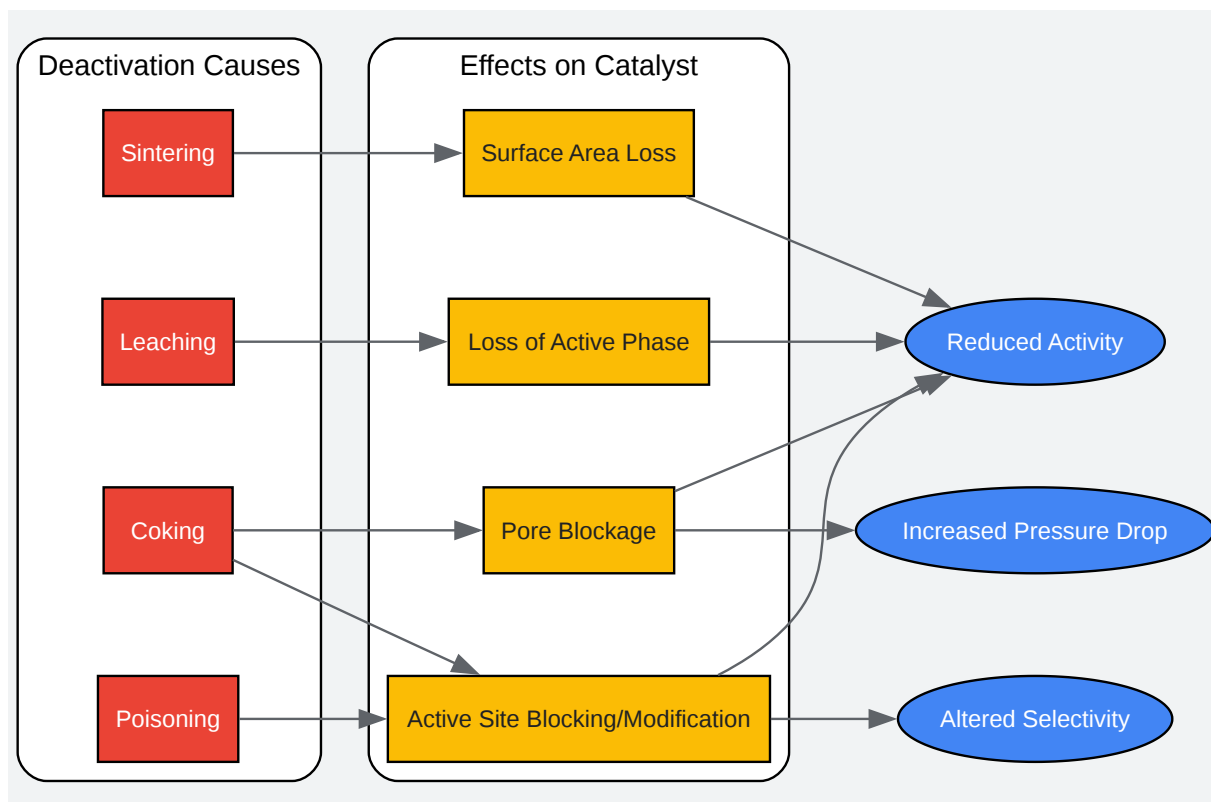 Deactivation Causes
Effects on Catalyst
Sintering
Surface Area Loss
Leaching
Loss of Active Phase
Reduced Activity
Coking
Pore Blockage
Increased Pressure Drop
Poisoning
Active Site Blocking/Modification
Altered Selectivity